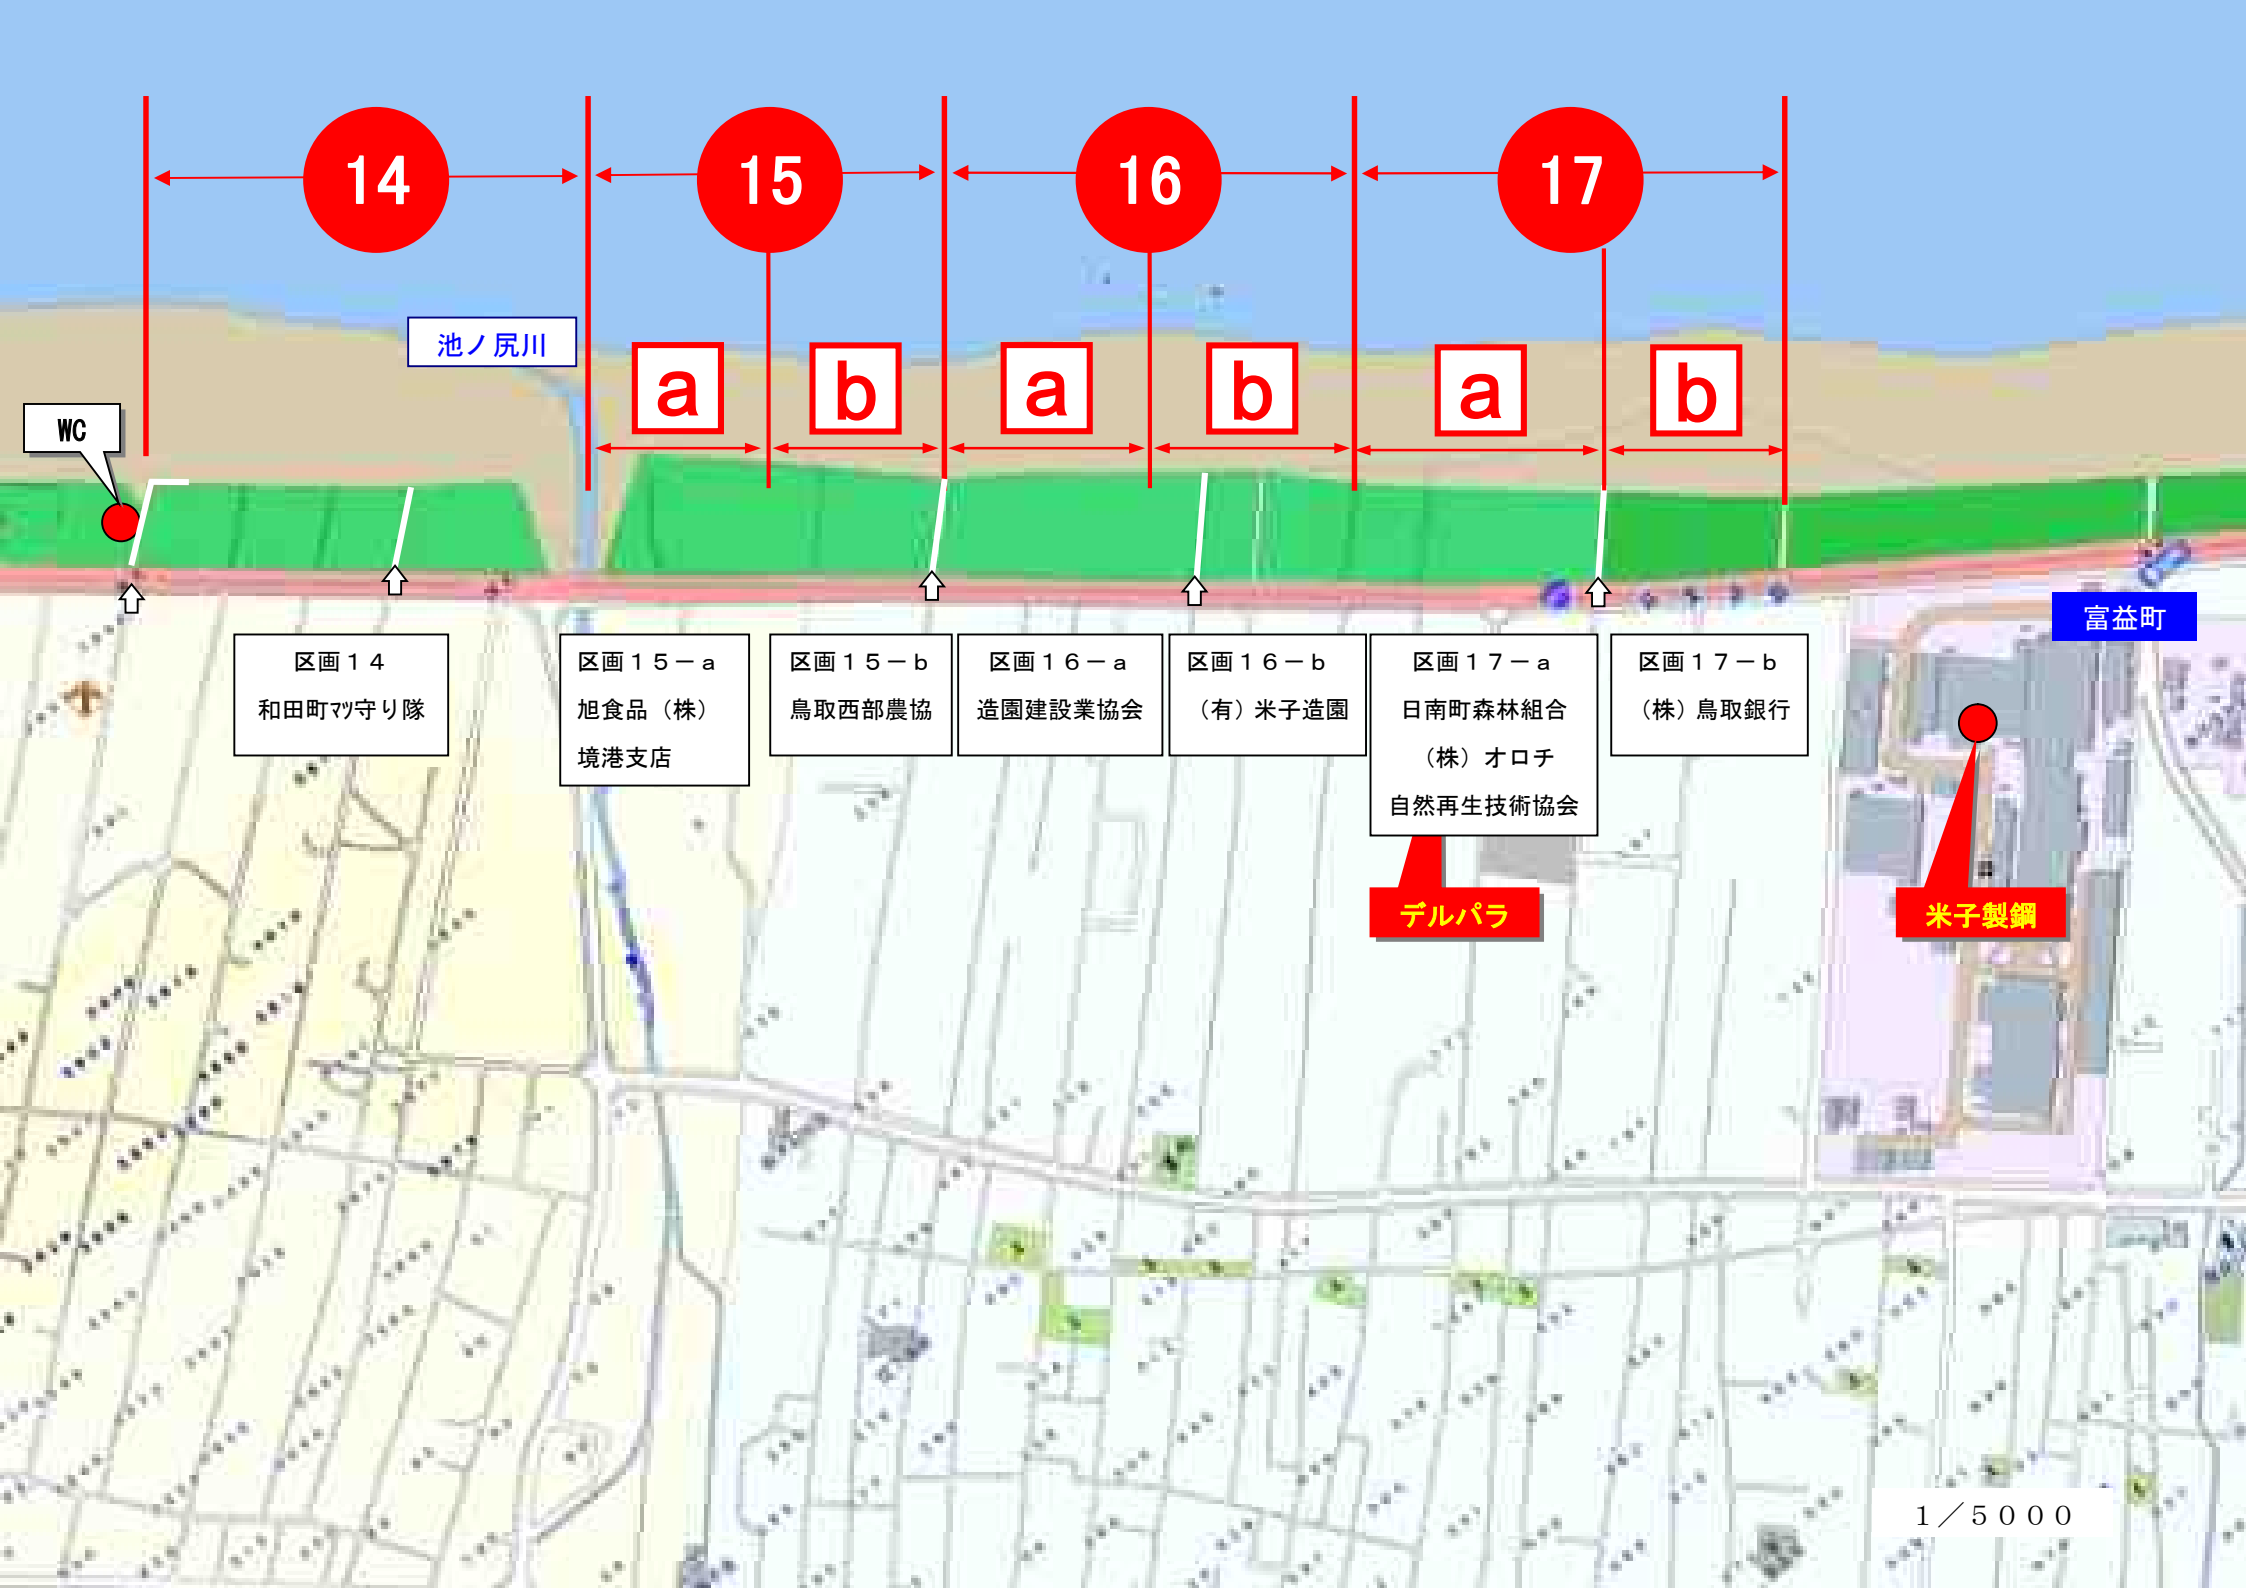 14
15
16
17
池ノ尻川
a
b
a
b
a
b
WC
富益町
区画１４
和田町ﾏﾂ守り隊
区画１５－ａ
旭食品（株）
境港支店
区画１５－ｂ
鳥取西部農協
区画１６－ａ
造園建設業協会
区画１６－ｂ
（有）米子造園
区画１７－ａ
日南町森林組合
（株）オロチ
自然再生技術協会
区画１７－ｂ
（株）鳥取銀行
デルパラ
米子製鋼
１／５０００